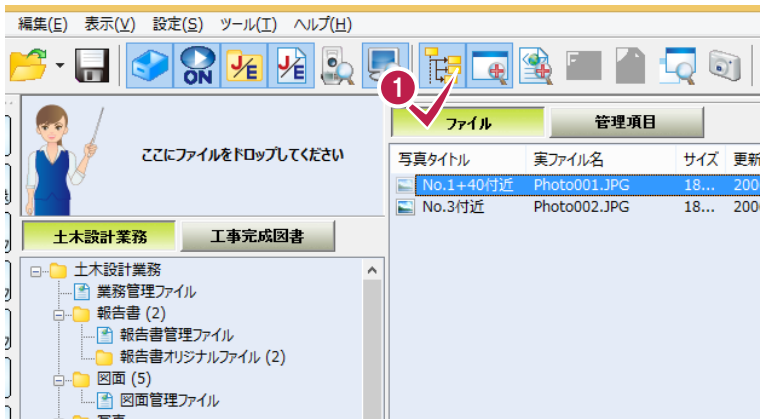 編集(E) 表示(V) 設定(S) ツール(T) ヘルプ(H)
ON J/E J/E
1
ここにファイルをドロップしてください
ファイル 管理項目
写真タイトル 実ファイル名 サイズ 更新
No.1+40付近 Photo001.JPG 18... 200
No.3付近 Photo002.JPG 18... 200
土木設計業務 工事完成図書
土木設計業務
業務管理ファイル
報告書 (2)
報告書管理ファイル
報告書オリジナルファイル (2)
図面 (5)
図面管理ファイル